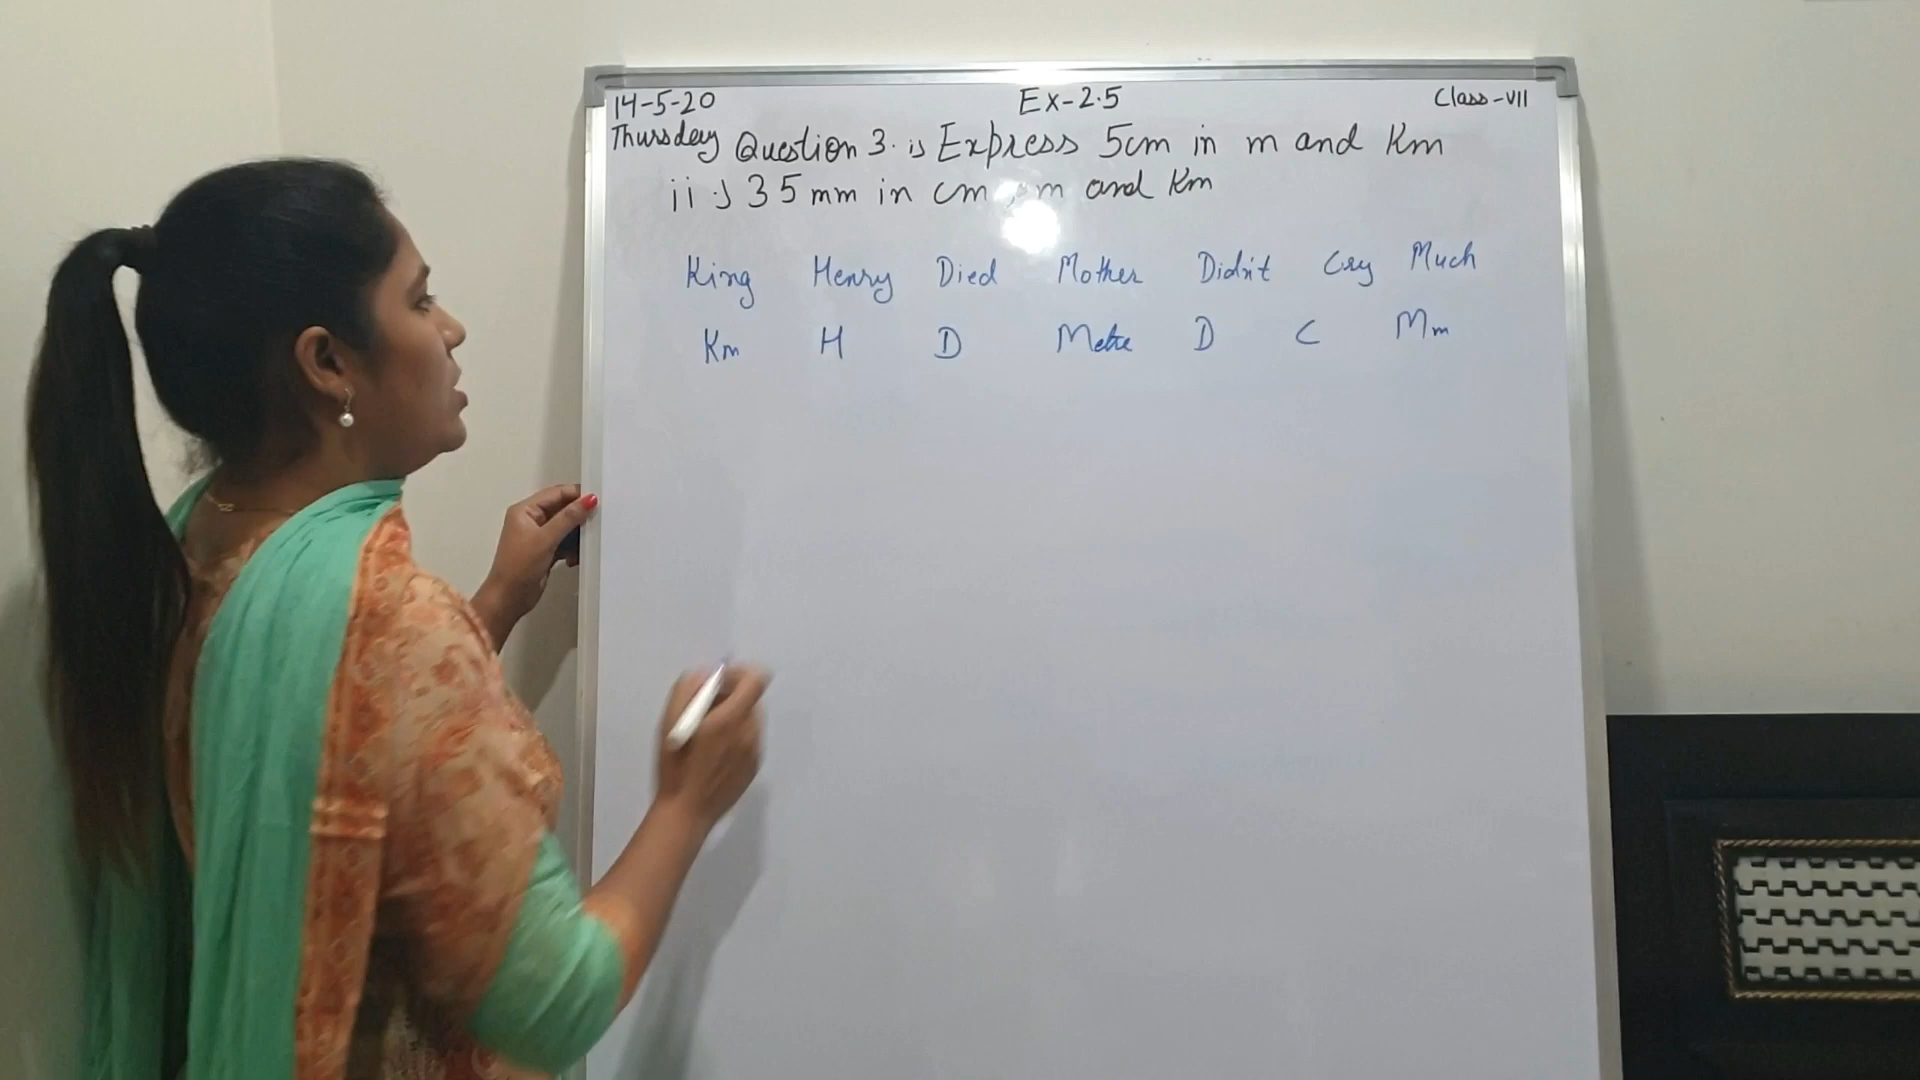 14-5-20 Ex-2.5 Class-VII
Thursday Question 3. i) Express 5cm in m and Km
ii) 35 mm in cm, m and Km
King Henry Died Mother Didn't Cry Much
Km H D Metre D C Mm